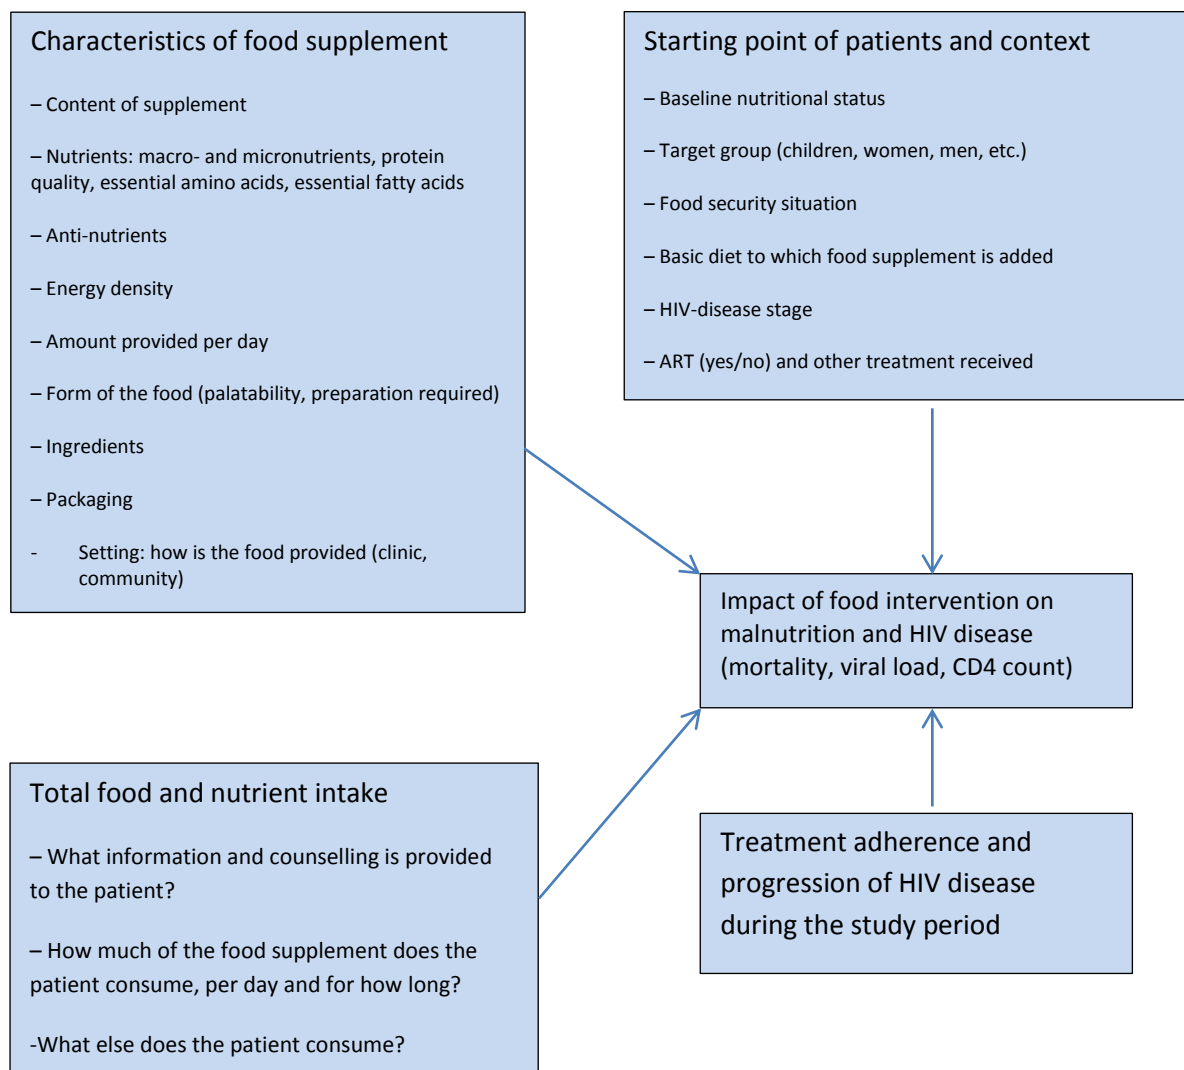 Characteristics of food supplement
– Content of supplement
– Nutrients: macro- and micronutrients, protein
quality, essential amino acids, essential fatty acids
– Anti-nutrients
– Energy density
– Amount provided per day
– Form of the food (palatability, preparation required)
– Ingredients
– Packaging
- Setting: how is the food provided (clinic,
community)
Starting point of patients and context
– Baseline nutritional status
– Target group (children, women, men, etc.)
– Food security situation
– Basic diet to which food supplement is added
– HIV-disease stage
– ART (yes/no) and other treatment received
Impact of food intervention on
malnutrition and HIV disease
(mortality, viral load, CD4 count)
Total food and nutrient intake
– What information and counselling is provided
to the patient?
– How much of the food supplement does the
patient consume, per day and for how long?
-What else does the patient consume?
Treatment adherence and
progression of HIV disease
during the study period